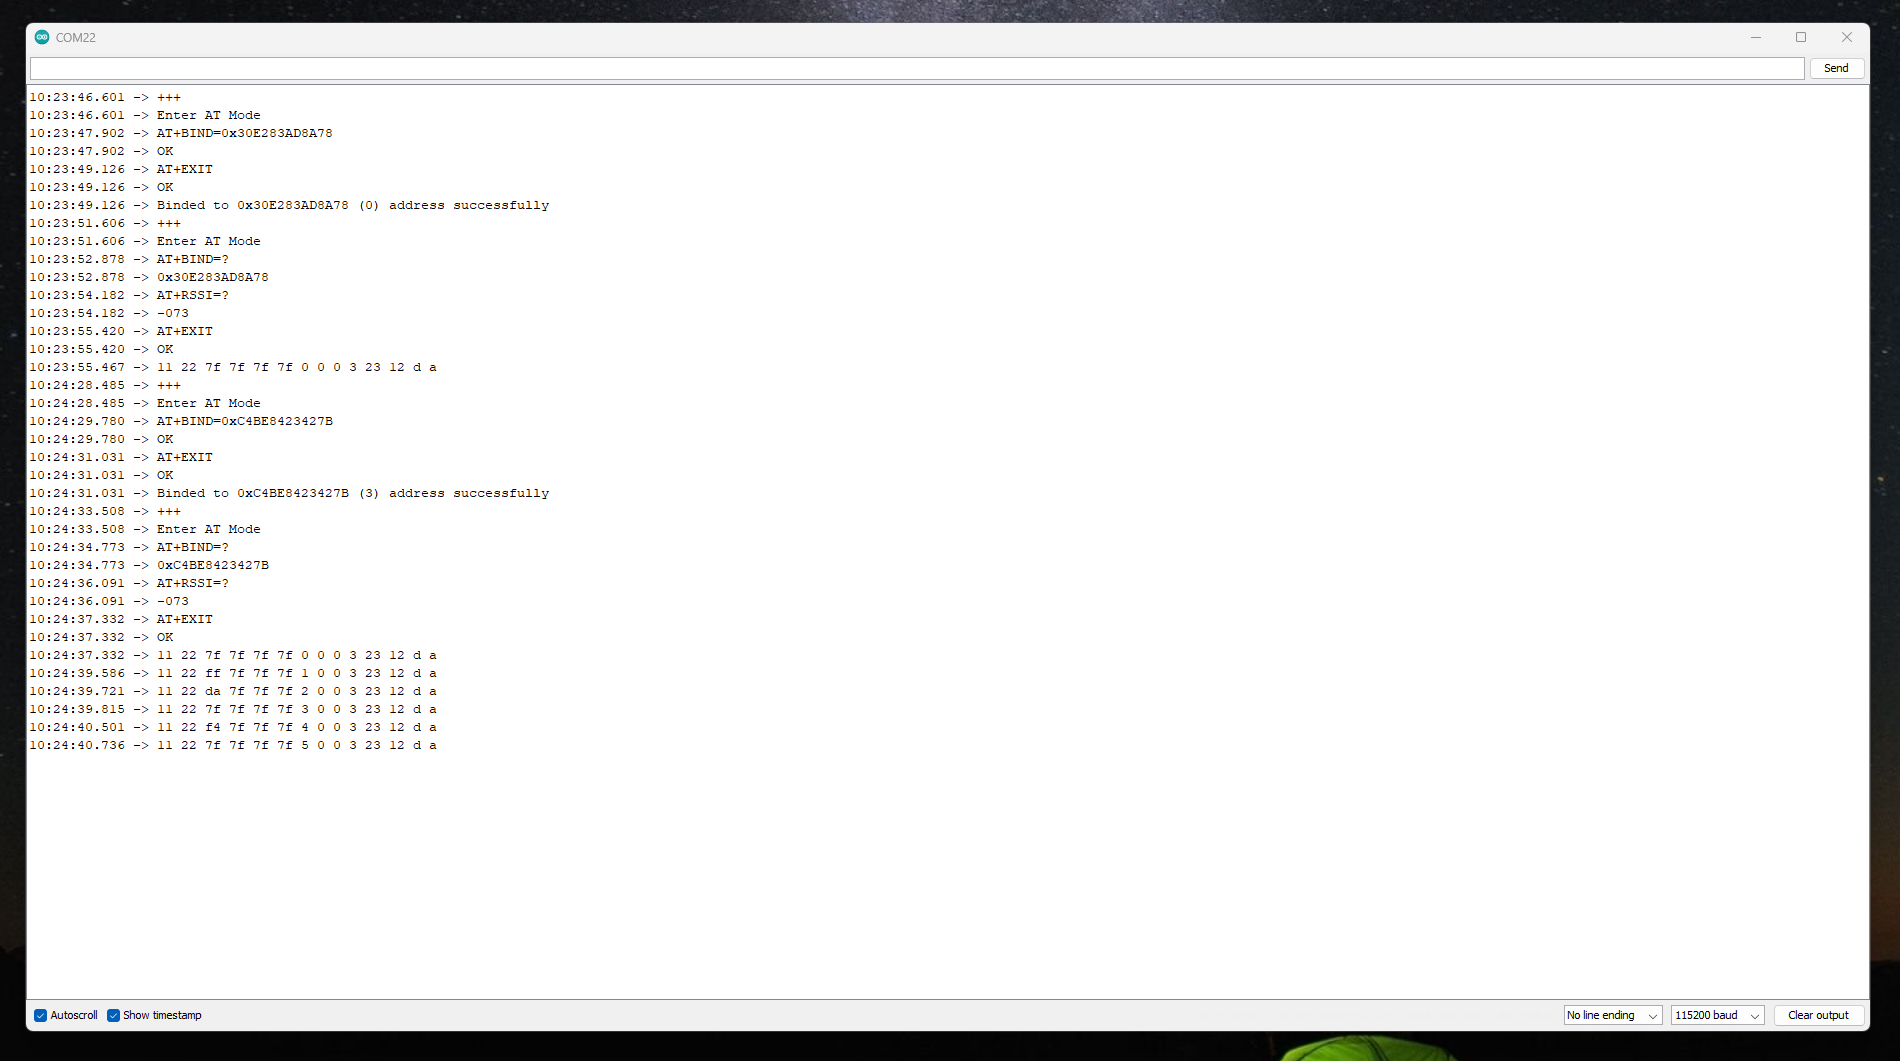 COM22
Send
10:23:46.601 -> +++
10:23:46.601 -> Enter AT Mode
10:23:47.902 -> AT+BIND=0x30E283AD8A78
10:23:47.902 -> OK
10:23:49.126 -> AT+EXIT
10:23:49.126 -> OK
10:23:49.126 -> Binded to 0x30E283AD8A78 (0) address successfully
10:23:51.606 -> +++
10:23:51.606 -> Enter AT Mode
10:23:52.878 -> AT+BIND=?
10:23:52.878 -> 0x30E283AD8A78
10:23:54.182 -> AT+RSSI=?
10:23:54.182 -> -073
10:23:55.420 -> AT+EXIT
10:23:55.420 -> OK
10:23:55.467 -> 11 22 7f 7f 7f 7f 0 0 0 3 23 12 d a
10:24:28.485 -> +++
10:24:28.485 -> Enter AT Mode
10:24:29.780 -> AT+BIND=0xC4BE8423427B
10:24:29.780 -> OK
10:24:31.031 -> AT+EXIT
10:24:31.031 -> OK
10:24:31.031 -> Binded to 0xC4BE8423427B (3) address successfully
10:24:33.508 -> +++
10:24:33.508 -> Enter AT Mode
10:24:34.773 -> AT+BIND=?
10:24:34.773 -> 0xC4BE8423427B
10:24:36.091 -> AT+RSSI=?
10:24:36.091 -> -073
10:24:37.332 -> AT+EXIT
10:24:37.332 -> OK
10:24:37.332 -> 11 22 7f 7f 7f 7f 0 0 0 3 23 12 d a
10:24:39.586 -> 11 22 ff 7f 7f 7f 1 0 0 3 23 12 d a
10:24:39.721 -> 11 22 da 7f 7f 7f 2 0 0 3 23 12 d a
10:24:39.815 -> 11 22 7f 7f 7f 7f 3 0 0 3 23 12 d a
10:24:40.501 -> 11 22 f4 7f 7f 7f 4 0 0 3 23 12 d a
10:24:40.736 -> 11 22 7f 7f 7f 7f 5 0 0 3 23 12 d a
Autoscroll Show timestamp No line ending 115200 baud Clear output